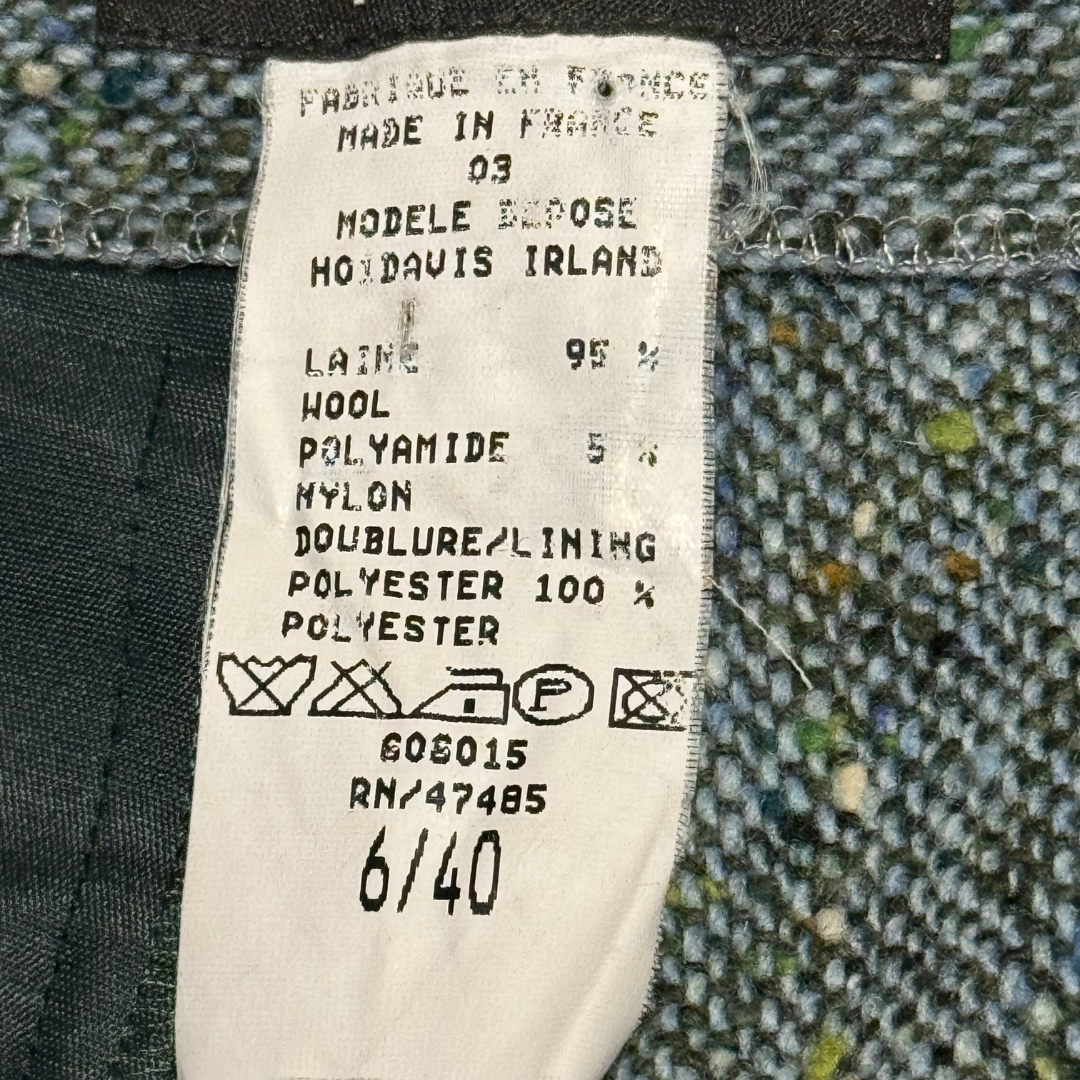 FABRIQUE EN FRANCE
MADE IN FRANCE
03
MODELE DEPOSE
HOIDAVIS IRLAND
LAINE 95 %
WOOL
POLYAMIDE 5 %
NYLON
DOUBLURE/LINING
POLYESTER 100 %
POLYESTER
P
606015
RN/47485
6/40